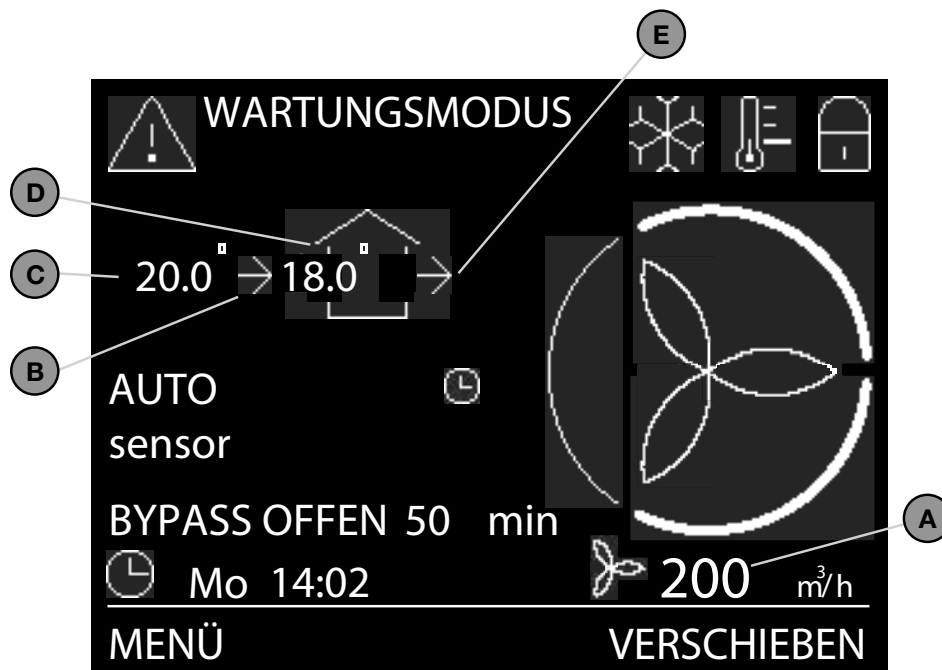 E
WARTUNGSMODUS
D
C
20.0° 18.0°
B
AUTO
sensor
BYPASS OFFEN 50 min
A
Mo 14:02 200 m³/h
MENÜ VERSCHIEBEN